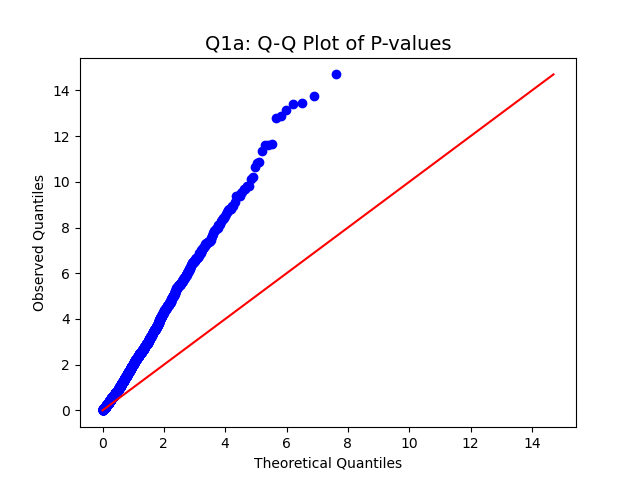 Q1a: Q-Q Plot of P-values
14
12
10
8
6
4
2
0
Observed Quantiles
0 2 4 6 8 10 12 14
Theoretical Quantiles